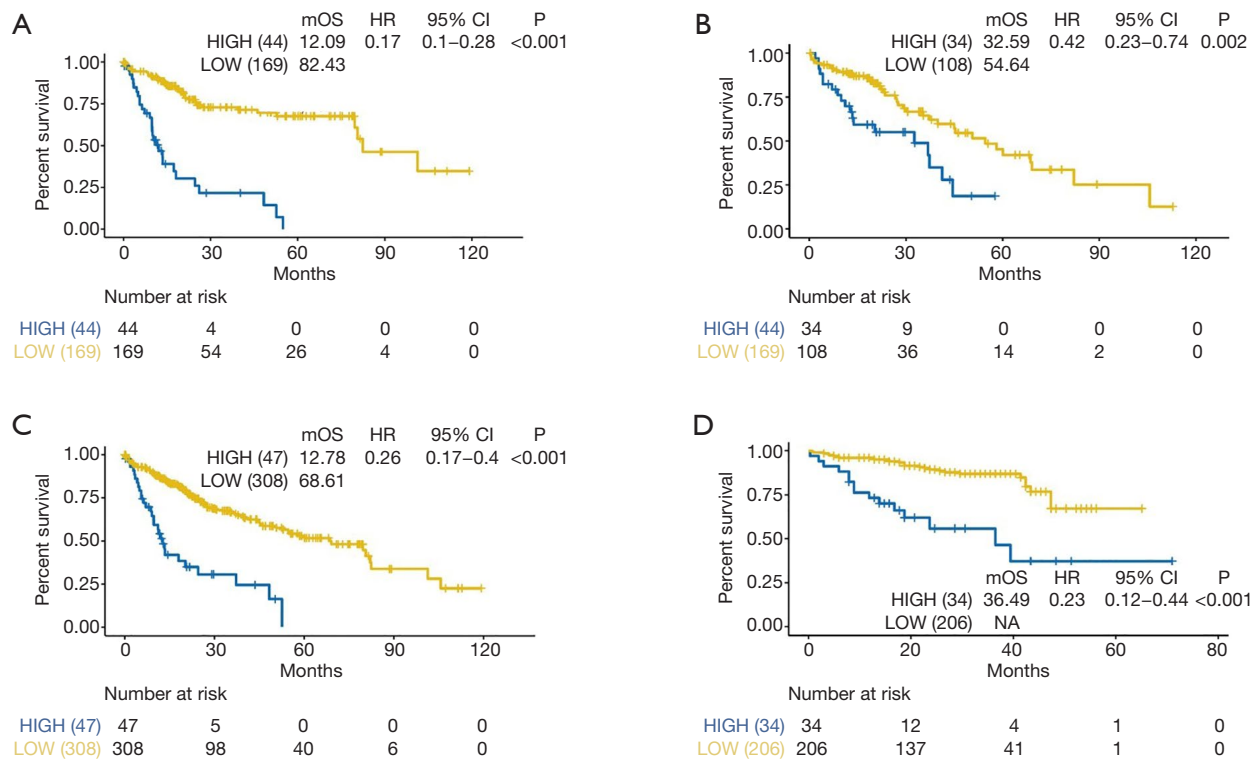 A
mOS HR 95% CI P
HIGH (44) 12.09 0.17 0.1–0.28 <0.001
LOW (169) 82.43
Percent survival
1.00
0.75
0.50
0.25
0.00
0 30 60 90 120
Months
Number at risk
HIGH (44) 44 4 0 0 0
LOW (169) 169 54 26 4 0
B
mOS HR 95% CI P
HIGH (34) 32.59 0.42 0.23–0.74 0.002
LOW (108) 54.64
Percent survival
1.00
0.75
0.50
0.25
0.00
0 30 60 90 120
Months
Number at risk
HIGH (44) 34 9 0 0 0
LOW (169) 108 36 14 2 0
C
mOS HR 95% CI P
HIGH (47) 12.78 0.26 0.17–0.4 <0.001
LOW (308) 68.61
Percent survival
1.00
0.75
0.50
0.25
0.00
0 30 60 90 120
Months
Number at risk
HIGH (47) 47 5 0 0 0
LOW (308) 308 98 40 6 0
D
Percent survival
1.00
0.75
0.50
0.25
0.00
mOS HR 95% CI P
HIGH (34) 36.49 0.23 0.12–0.44 <0.001
LOW (206) NA
0 20 40 60 80
Months
Number at risk
HIGH (34) 34 12 4 1 0
LOW (206) 206 137 41 1 0